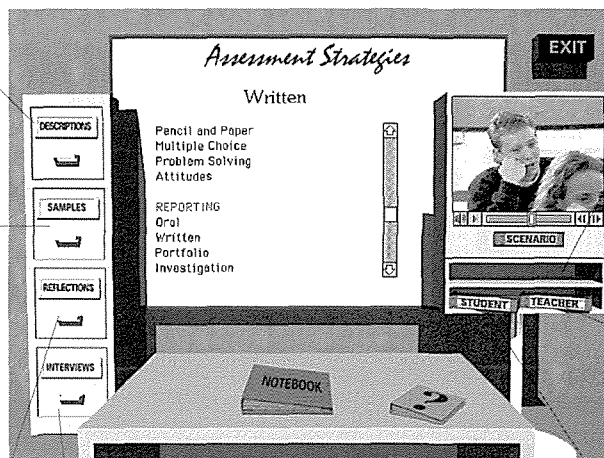 Assessment Strategies
EXIT
Written
Pencil and Paper
Multiple Choice
Problem Solving
Attitudes
REPORTING
Oral
Written
Portfolio
Investigation
DESCRIPTIONS
SAMPLES
REFLECTIONS
INTERVIEWS
SCENARIO
STUDENT
TEACHER
NOTEBOOK
?